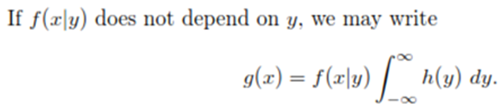 If f(x|y) does not depend on y, we may write
g(x) = f(x|y) ∫_{-∞}^{∞} h(y) dy.